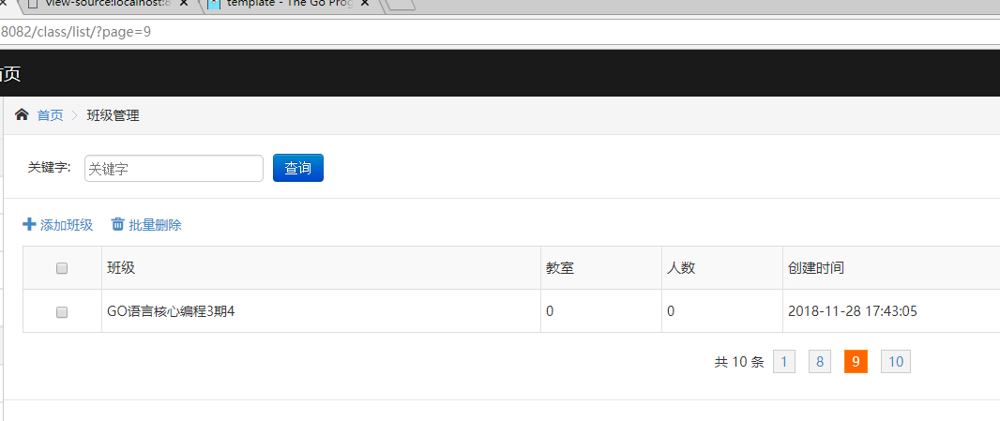 view-source:localhost:8
template - The Go Prog
8082/class/list/?page=9
首页
首页 班级管理
关键字: 关键字 查询
添加班级 批量删除
班级 教室 人数 创建时间
GO语言核心编程3期4 0 0 2018-11-28 17:43:05
共 10 条 1 8 9 10